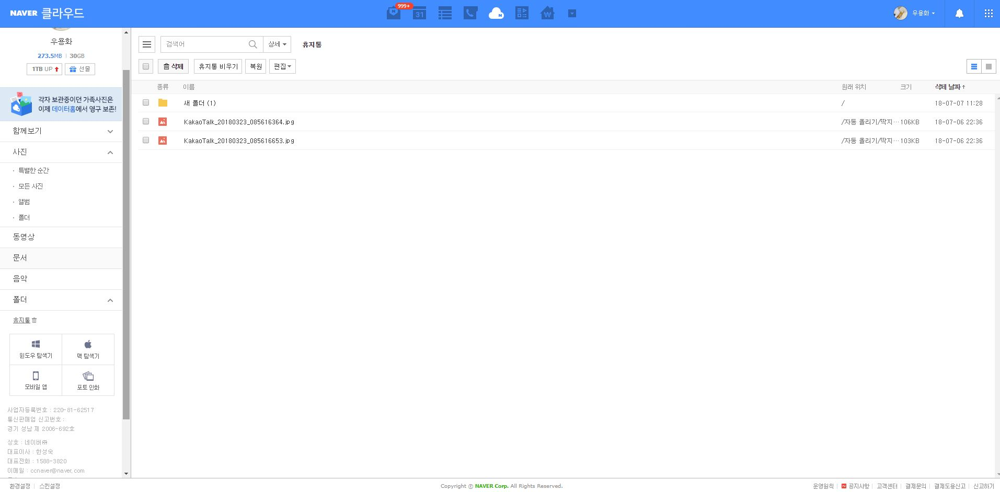 NAVER 클라우드
999+
31
우용화
우용화
273.5MB | 30GB
1TB UP
선물
각자 보관중이던 가족사진은
이제 데이터홈에서 영구 보존!
함께보기
사진
· 특별한 순간
· 모든 사진
· 앨범
· 폴더
동영상
문서
음악
폴더
휴지통
윈도우 탐색기
맥 탐색기
모바일 앱
포토 인화
사업자등록번호 : 220-81-62517
통신판매업 신고번호 :
경기 성남 제 2006-692호
상호 : 네이버㈜
대표이사 : 한성숙
대표전화 : 1588-3820
이메일 : ccnaver@naver.com
검색어
상세
휴지통
삭제
휴지통 비우기
복원
편집
종류 이름 원래 위치 크기 삭제 날짜↑
새 폴더 (1) / 18-07-07 11:28
KakaoTalk_20180323_085616364.jpg /자동 올리기/딱지… 106KB 18-07-06 22:36
KakaoTalk_20180323_085616653.jpg /자동 올리기/딱지… 103KB 18-07-06 22:36
환경설정 | 스킨설정
Copyright © NAVER Corp. All Rights Reserved.
운영원칙 | N 공지사항 | 고객센터 | 결제문의 | 결제도용신고 | 신고하기